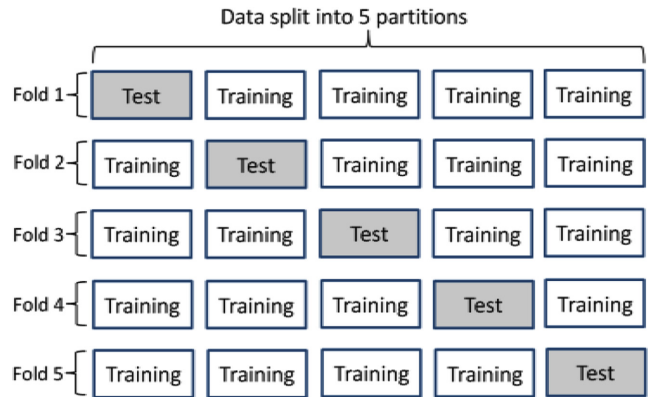 Data split into 5 partitions
Fold 1 Test Training Training Training Training
Fold 2 Training Test Training Training Training
Fold 3 Training Training Test Training Training
Fold 4 Training Training Training Test Training
Fold 5 Training Training Training Training Test